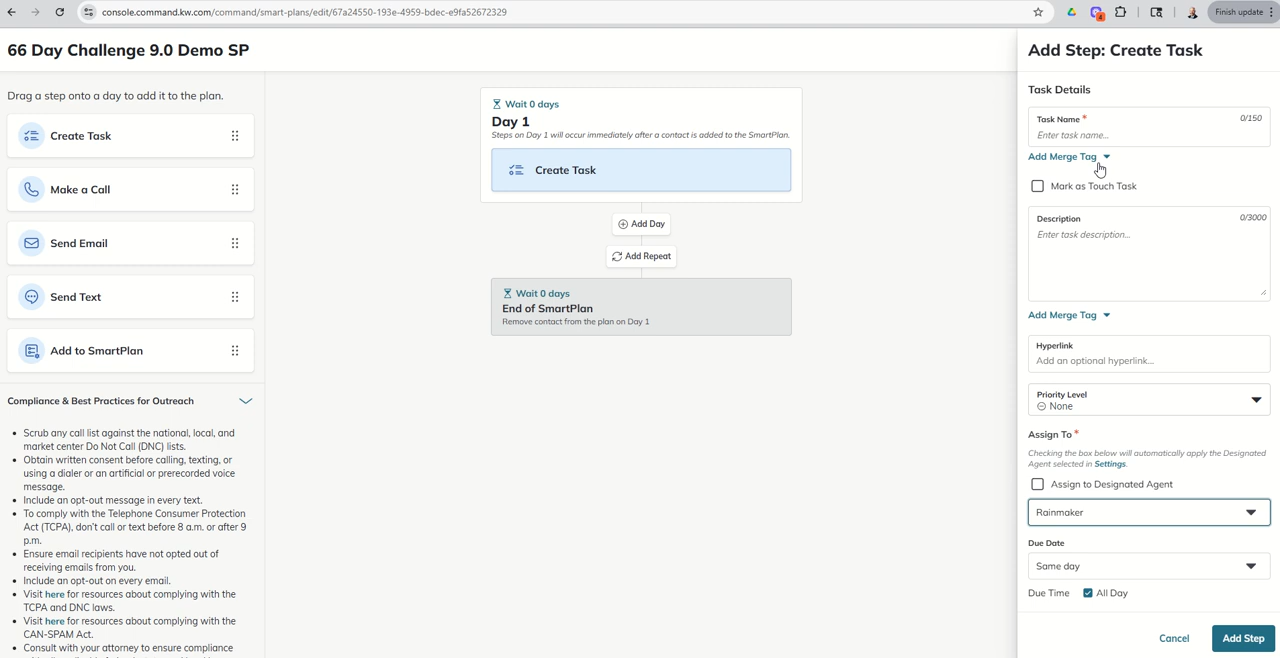 console.command.kw.com/command/smart-plans/edit/67a24550-193e-4959-bdec-e9fa52672329
4
Finish update
66 Day Challenge 9.0 Demo SP
Drag a step onto a day to add it to the plan.
Create Task
Make a Call
Send Email
Send Text
Add to SmartPlan
Compliance & Best Practices for Outreach
• Scrub any call list against the national, local, and
market center Do Not Call (DNC) lists.
• Obtain written consent before calling, texting, or
using a dialer or an artificial or prerecorded voice
message.
• Include an opt-out message in every text.
• To comply with the Telephone Consumer Protection
Act (TCPA), don't call or text before 8 a.m. or after 9
p.m.
• Ensure email recipients have not opted out of
receiving emails from you.
• Include an opt-out on every email.
• Visit here for resources about complying with the
TCPA and DNC laws.
• Visit here for resources about complying with the
CAN-SPAM Act.
• Consult with your attorney to ensure compliance
Wait 0 days
Day 1
Steps on Day 1 will occur immediately after a contact is added to the SmartPlan.
Create Task
Add Day
Add Repeat
Wait 0 days
End of SmartPlan
Remove contact from the plan on Day 1
Add Step: Create Task
Task Details
Task Name * 0/150
Enter task name...
Add Merge Tag
Mark as Touch Task
Description 0/3000
Enter task description...
Add Merge Tag
Hyperlink
Add an optional hyperlink...
Priority Level
None
Assign To *
Checking the box below will automatically apply the Designated
Agent selected in Settings.
Assign to Designated Agent
Rainmaker
Due Date
Same day
Due Time All Day
Cancel Add Step